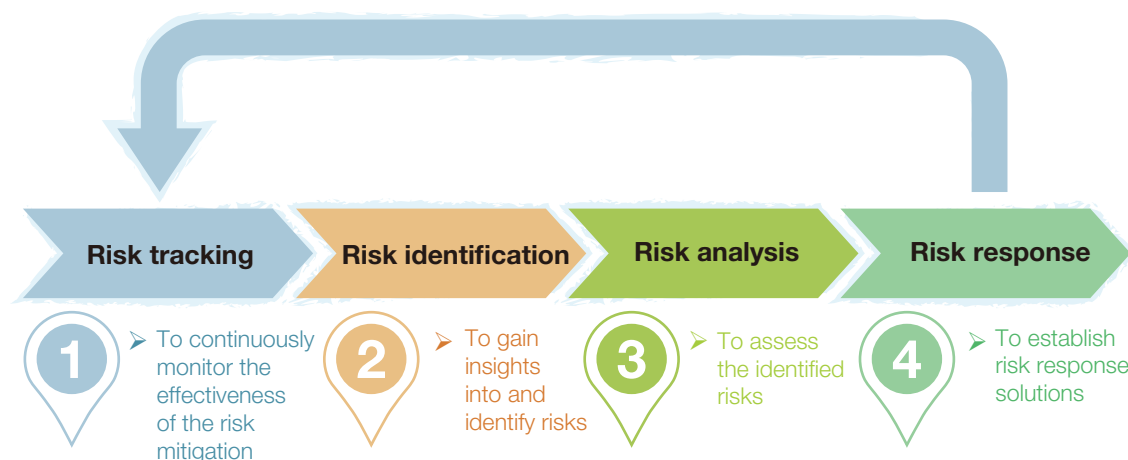 Risk tracking
Risk identification
Risk analysis
Risk response
1
➢ To continuously
monitor the
effectiveness
of the risk
mitigation
2
➢ To gain
insights
into and
identify risks
3
➢ To assess
the identified
risks
4
➢ To establish
risk response
solutions